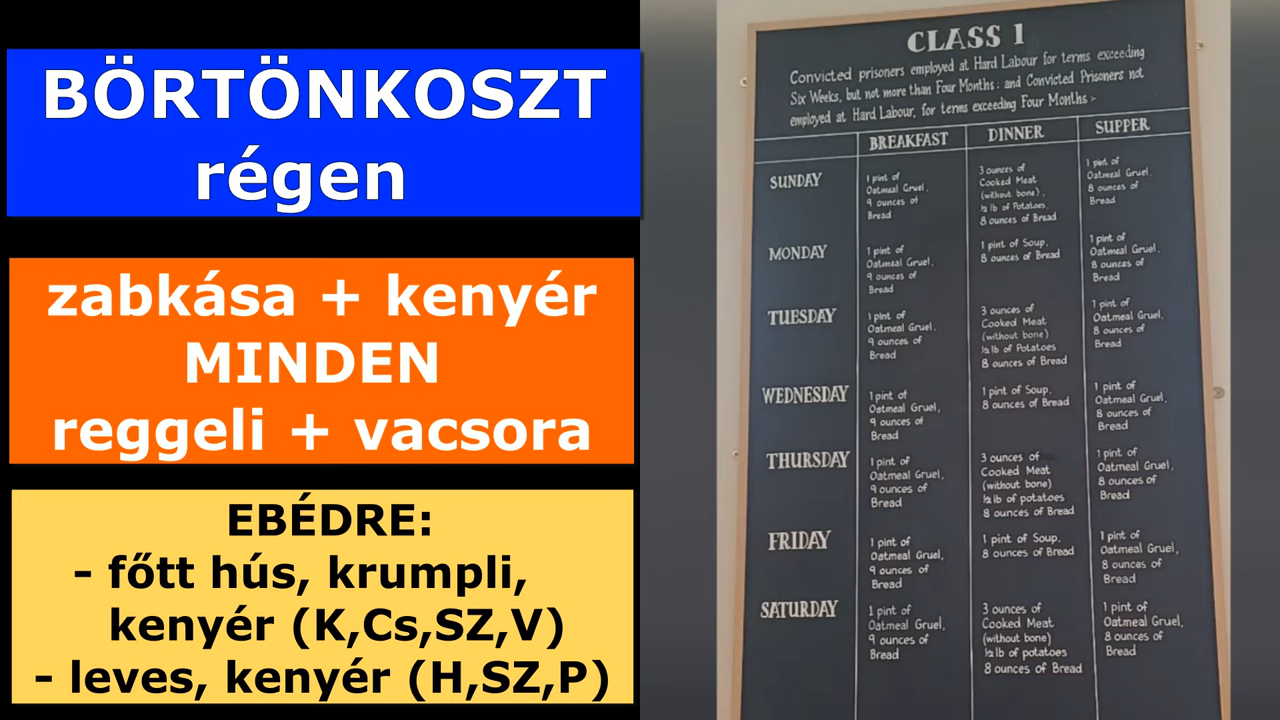 BÖRTÖNKOSZT
régen
zabkása + kenyér
MINDEN
reggeli + vacsora
EBÉDRE:
- főtt hús, krumpli,
kenyér (K,Cs,SZ,V)
- leves, kenyér (H,SZ,P)
CLASS 1
Convicted prisoners employed at Hard Labour for terms exceeding
Six Weeks, but not more than Four Months: and Convicted Prisoners not
employed at Hard Labour, for terms exceeding Four Months :-
BREAKFAST DINNER SUPPER
SUNDAY
1 pint of
Oatmeal Gruel,
9 ounces of
Bread
3 ounces of
Cooked Meat
(without bone),
½ lb of Potatoes,
8 ounces of Bread
1 pint of
Oatmeal Gruel,
8 ounces of
Bread
MONDAY
1 pint of
Oatmeal Gruel,
9 ounces of
Bread
1 pint of Soup,
8 ounces of Bread
1 pint of
Oatmeal Gruel,
8 ounces of
Bread
TUESDAY
1 pint of
Oatmeal Gruel,
9 ounces of
Bread
3 ounces of
Cooked Meat
(without bone)
½ lb of Potatoes
8 ounces of Bread
1 pint of
Oatmeal Gruel,
8 ounces of
Bread
WEDNESDAY
1 pint of
Oatmeal Gruel,
9 ounces of
Bread
1 pint of Soup,
8 ounces of Bread
1 pint of
Oatmeal Gruel,
8 ounces of
Bread
THURSDAY
1 pint of
Oatmeal Gruel,
9 ounces of
Bread
3 ounces of
Cooked Meat
(without bone)
½ lb of potatoes
8 ounces of Bread
1 pint of
Oatmeal Gruel,
8 ounces of
Bread
FRIDAY
1 pint of
Oatmeal Gruel,
9 ounces of
Bread
1 pint of Soup,
8 ounces of Bread
1 pint of
Oatmeal Gruel,
8 ounces of
Bread
SATURDAY
1 pint of
Oatmeal Gruel,
9 ounces of
Bread
3 ounces of
Cooked Meat
(without bone)
½ lb of potatoes
8 ounces of Bread
1 pint of
Oatmeal Gruel,
8 ounces of
Bread